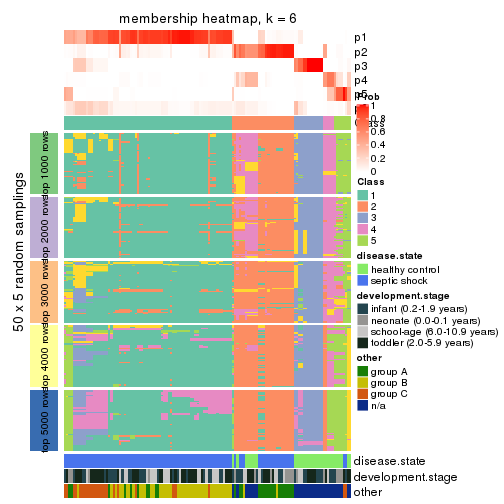 membership heatmap, k = 6
p1
p2
p3
p4
Prob
1
0.8
0.6
0.4
0.2
0
Class
1
2
3
4
5
disease.state
healthy control
septic shock
development.stage
infant (0.2-1.9 years)
neonate (0.0-0.1 years)
school-age (6.0-10.9 years)
toddler (2.0-5.9 years)
other
group A
group B
group C
n/a
50 x 5 random samplings
top 1000 rows
top 2000 rows
top 3000 rows
top 4000 rows
top 5000 rows
disease.state
development.stage
other